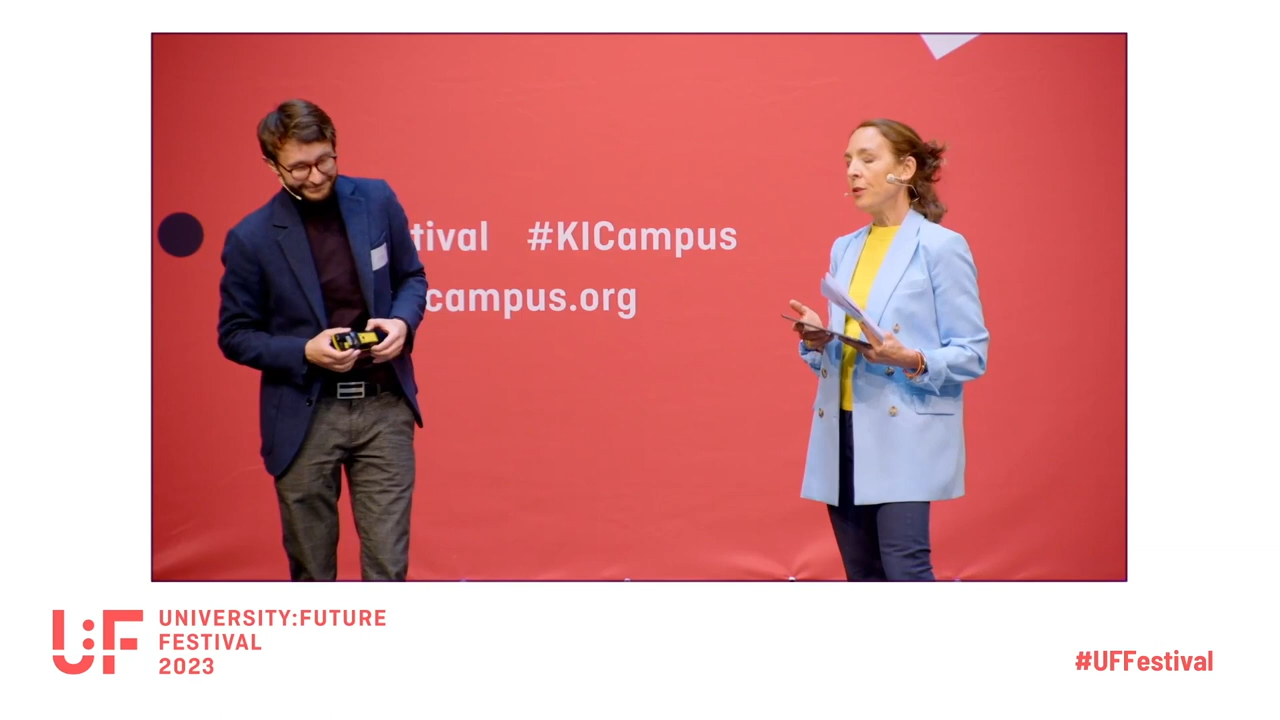 tival #KICampus
campus.org
U:F
UNIVERSITY:FUTURE
FESTIVAL
2023
#UFFestival